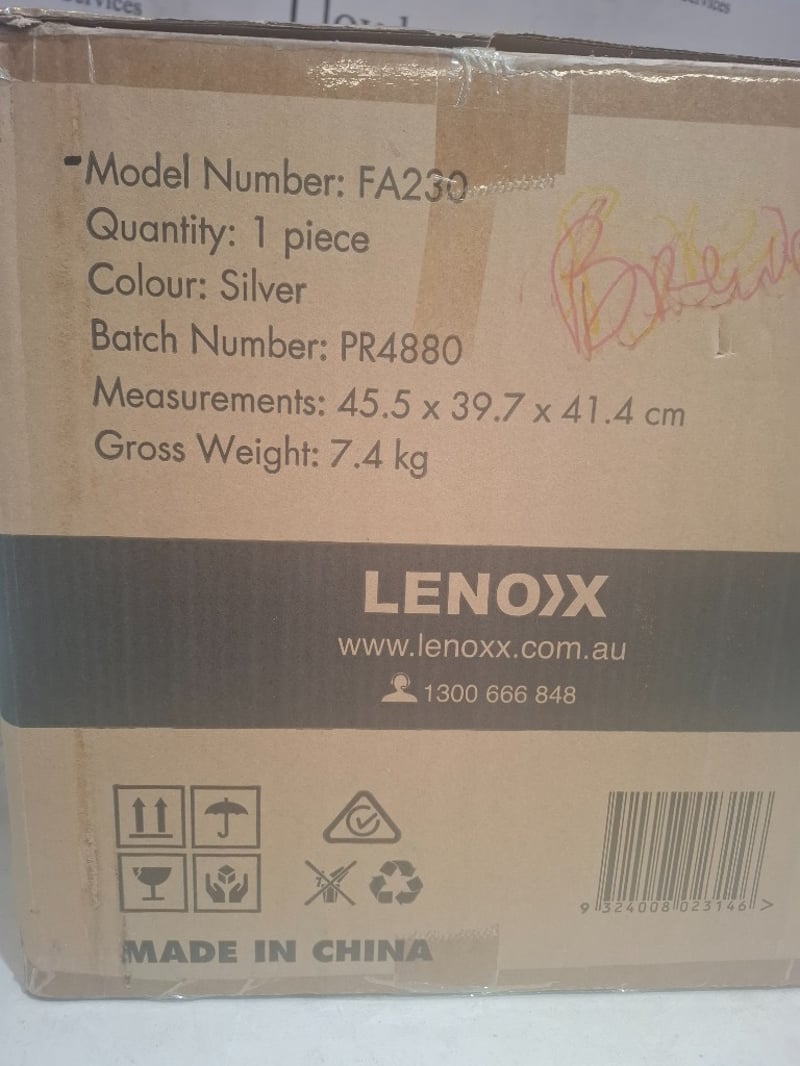 ervices
Model Number: FA230
Quantity: 1 piece
Colour: Silver
Batch Number: PR4880
Measurements: 45.5 x 39.7 x 41.4 cm
Gross Weight: 7.4 kg
LENOXX
www.lenoxx.com.au
1300 666 848
9 324008 023146 >
MADE IN CHINA